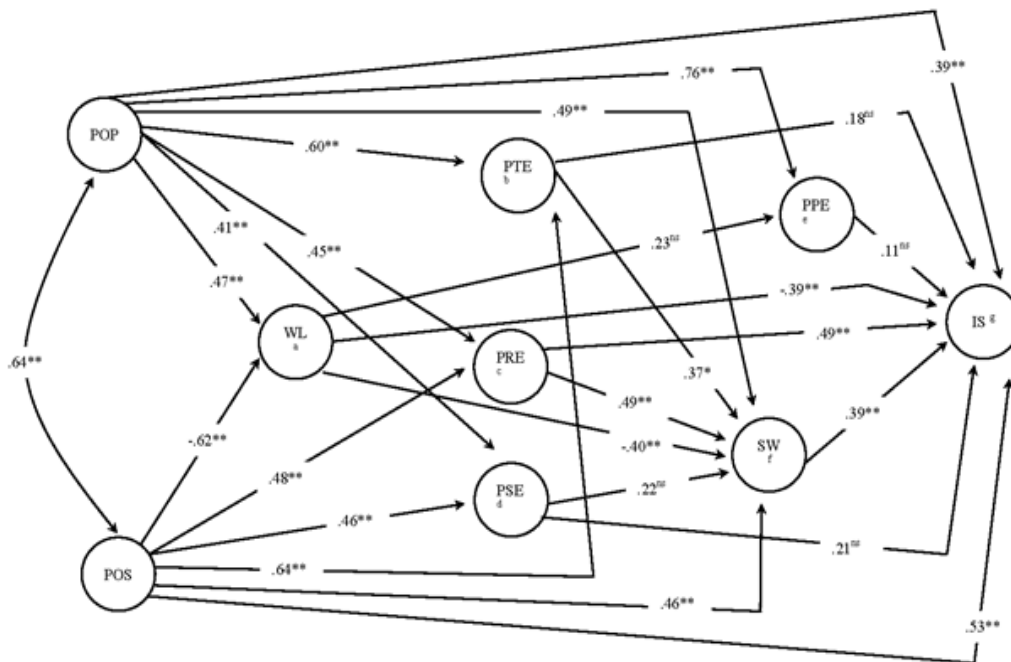 .39**
.76**
.49**
POP
.18ns
.60**
PTE
b
PPE
e
.41**
.23ns
.45**
.11ns
.47**
-.39**
WL
a
IS g
.49**
PRE
c
.64**
.37*
.49**
.39**
-.62**
-.40**
SW
f
.48**
PSE
d
.22ns
.46**
.21ns
POS
.64**
.46**
.53**